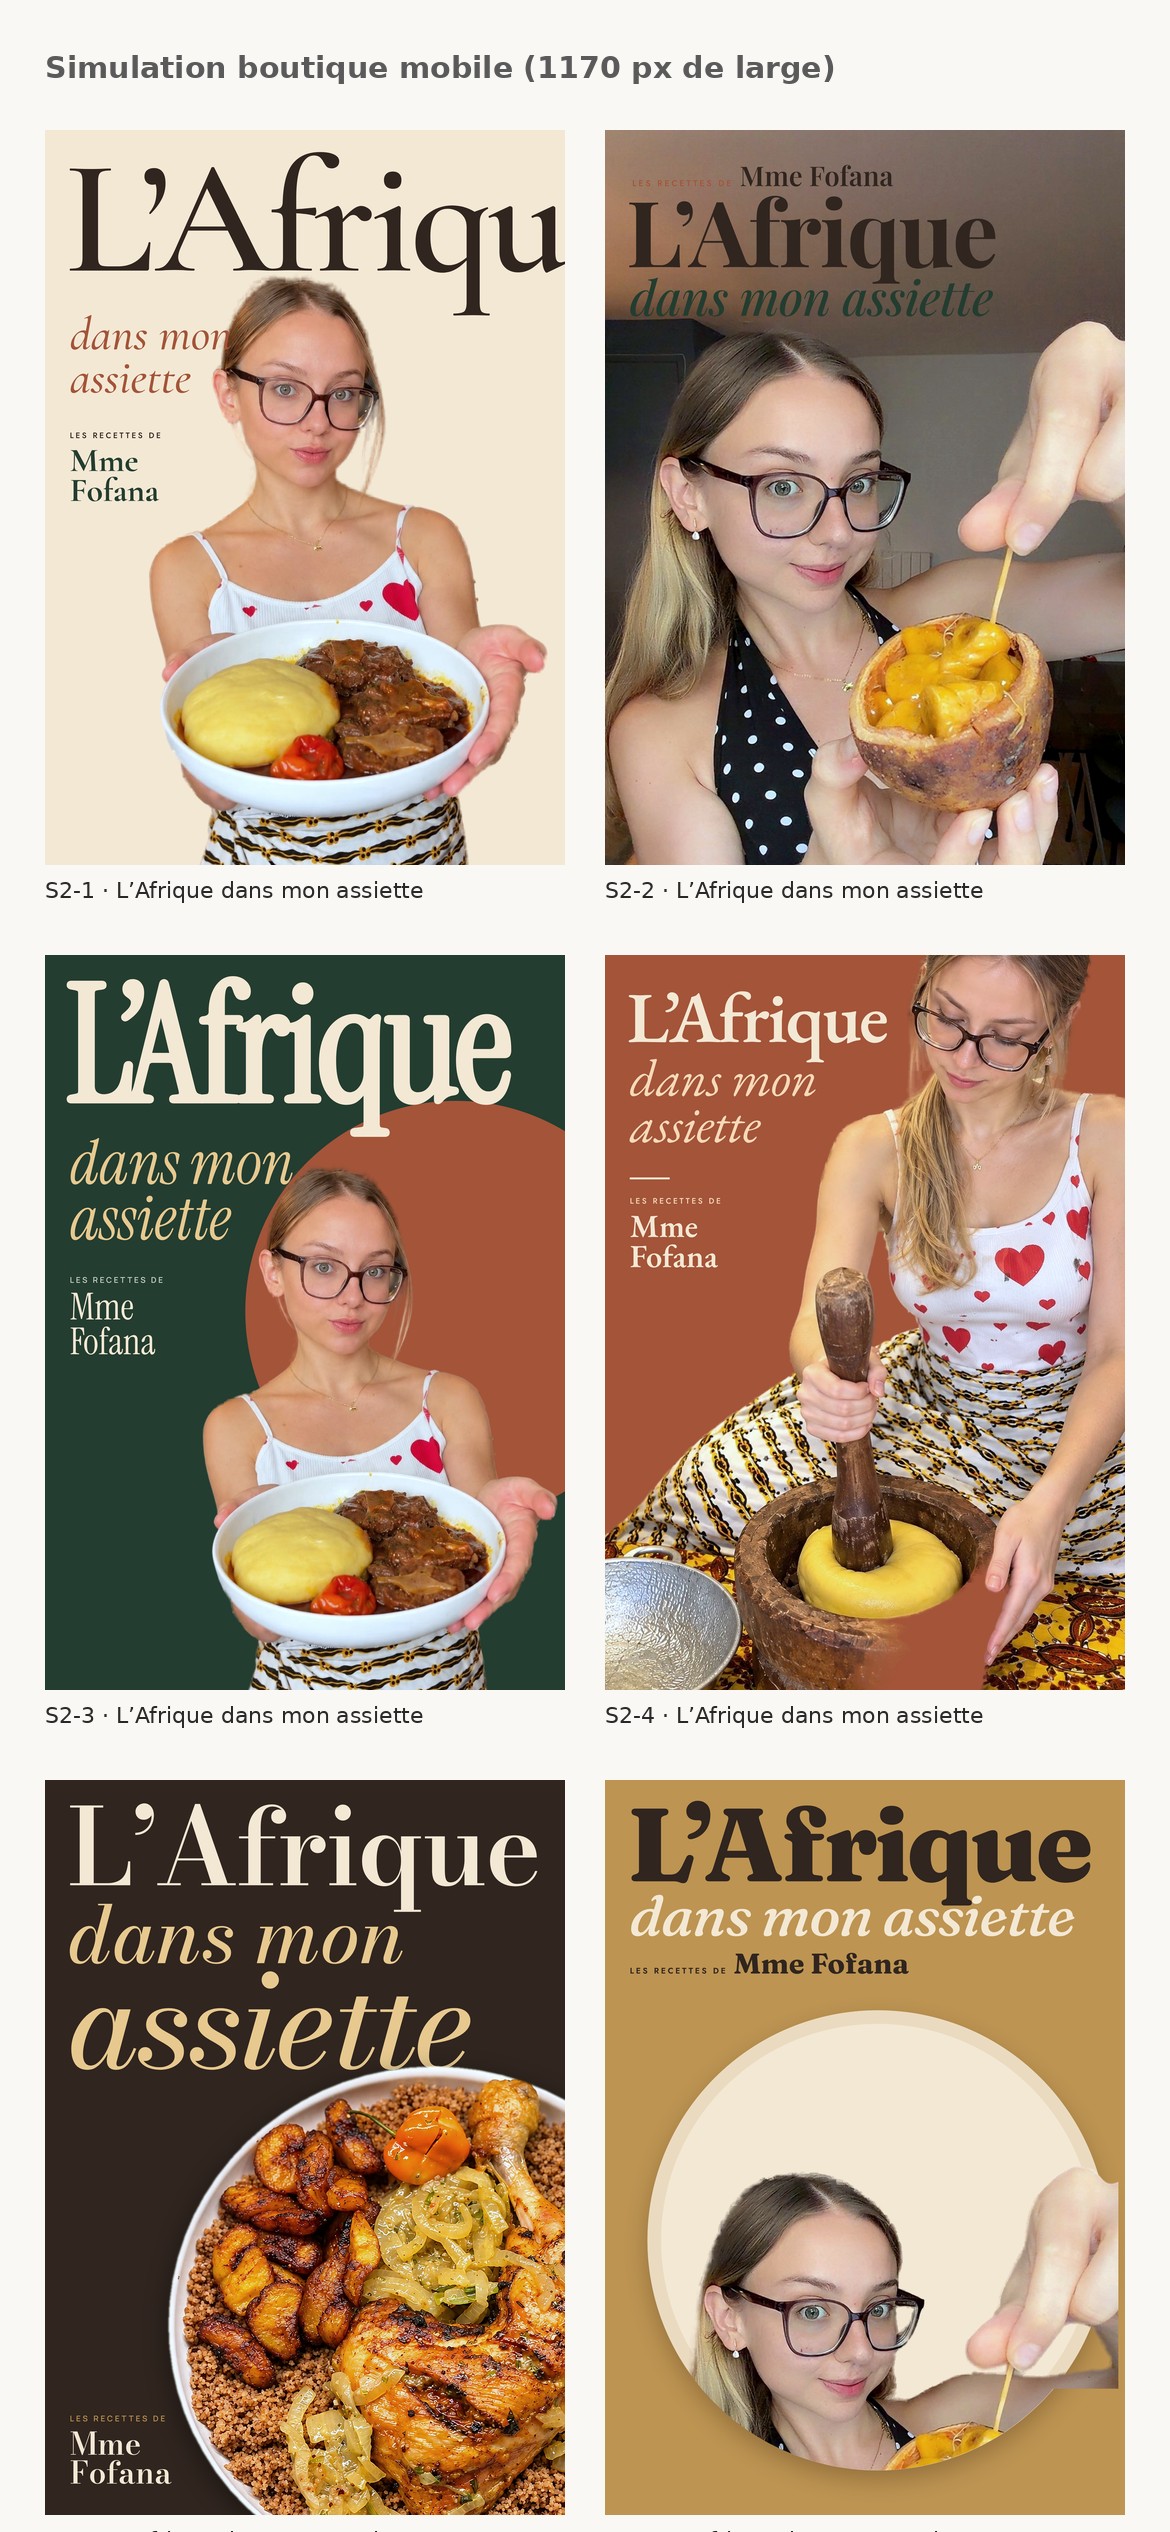 Simulation boutique mobile (1170 px de large)
L’Afriqu
dans mon
assiette
LES RECETTES DE
Mme
Fofana
S2-1 · L’Afrique dans mon assiette
LES RECETTES DE Mme Fofana
L’Afrique
dans mon assiette
S2-2 · L’Afrique dans mon assiette
L’Afrique
dans mon
assiette
LES RECETTES DE
Mme
Fofana
S2-3 · L’Afrique dans mon assiette
L’Afrique
dans mon
assiette
LES RECETTES DE
Mme
Fofana
S2-4 · L’Afrique dans mon assiette
L’Afrique
dans mon
assiette
LES RECETTES DE
Mme
Fofana
L’Afrique
dans mon assiette
LES RECETTES DE Mme Fofana